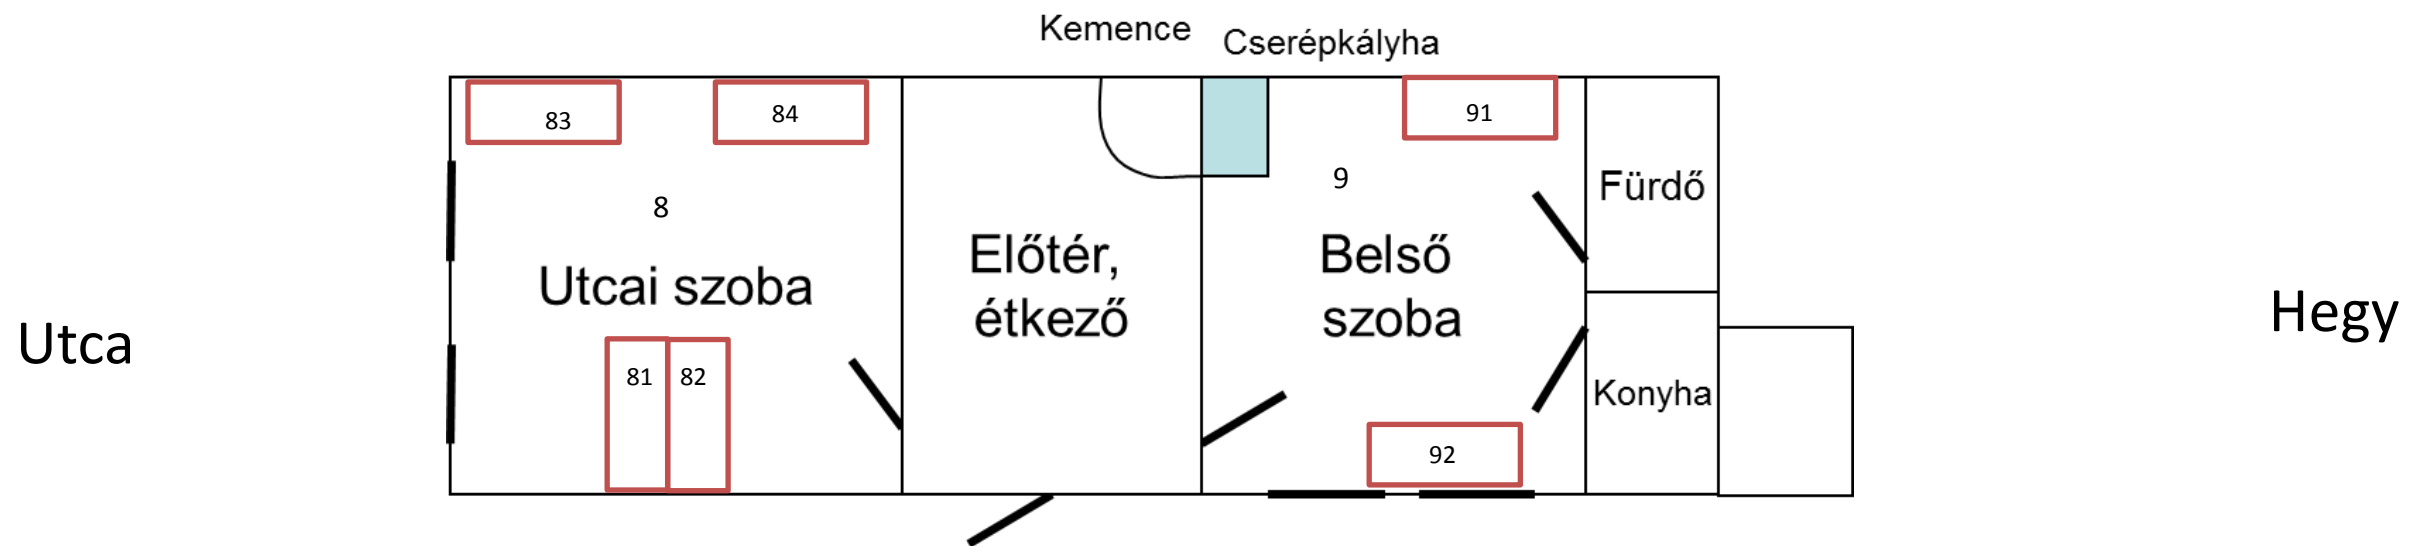 Kemence
Cserépkályha
83
84
91
8
9
Fürdő
Utcai szoba
Előtér,
étkező
Belső
szoba
Utca
Hegy
81
82
Konyha
92